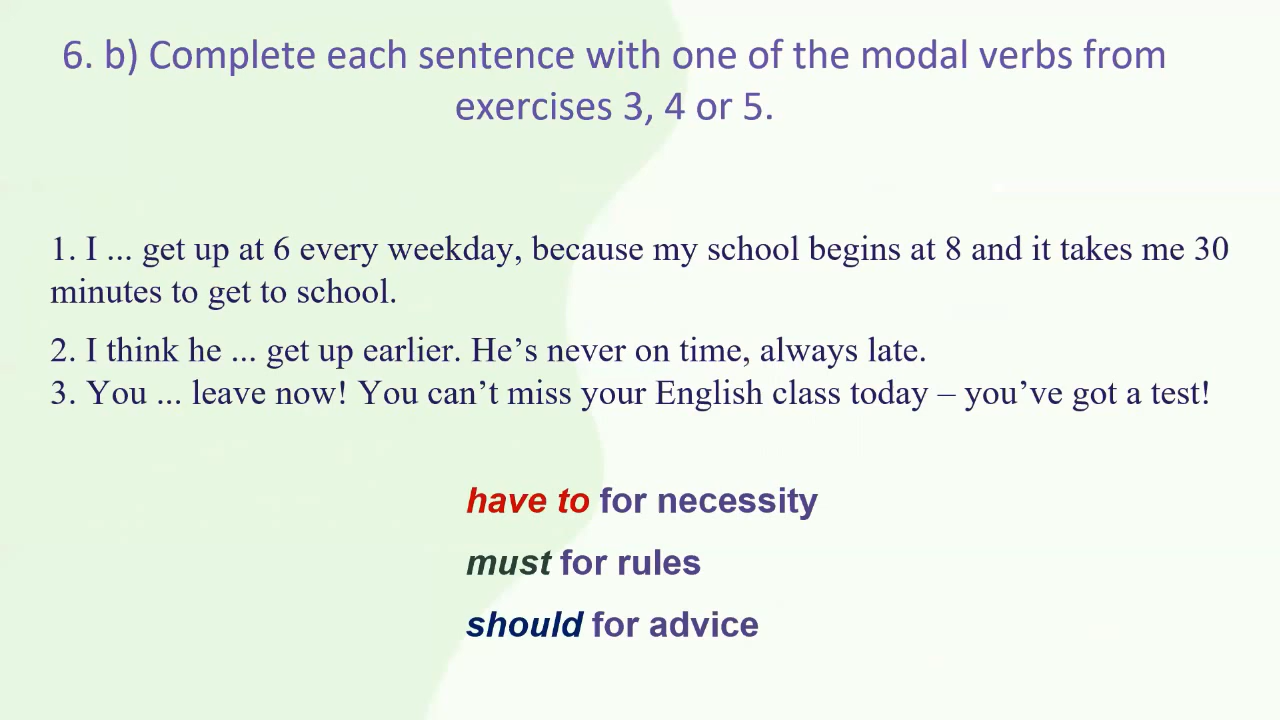 6. b) Complete each sentence with one of the modal verbs from
exercises 3, 4 or 5.
1. I ... get up at 6 every weekday, because my school begins at 8 and it takes me 30
minutes to get to school.
2. I think he ... get up earlier. He’s never on time, always late.
3. You ... leave now! You can’t miss your English class today – you’ve got a test!
have to for necessity
must for rules
should for advice